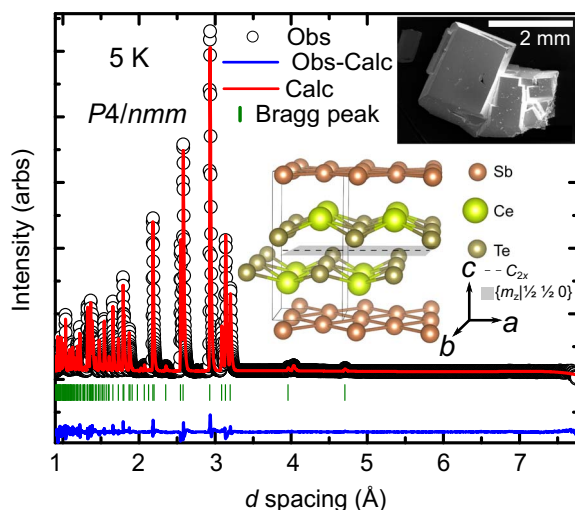 5 K
P4/nmm
Obs
Obs-Calc
Calc
Bragg peak
2 mm
Sb
Ce
Te
C2x
{mz|½ ½ 0}
c
b
a
Intensity (arbs)
1 2 3 4 5 6 7
d spacing (Å)